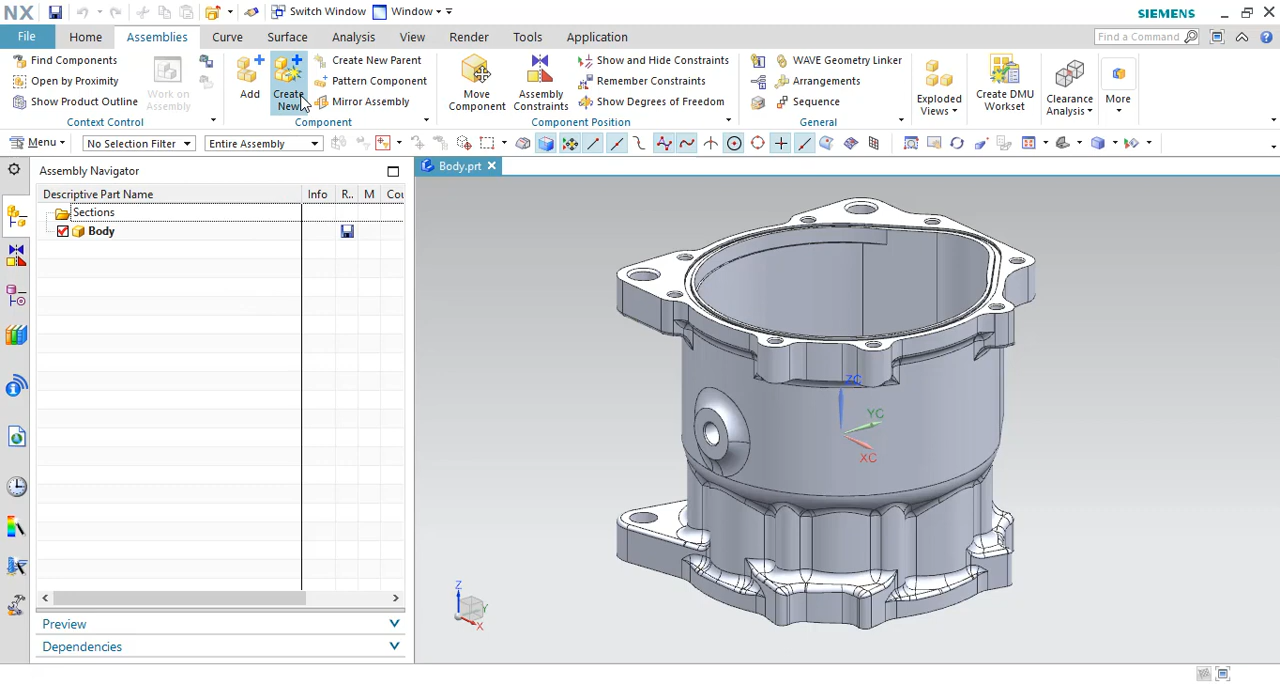 NX
Switch Window
Window
SIEMENS
File
Home
Assemblies
Curve
Surface
Analysis
View
Render
Tools
Application
Find a Command
Find Components
Open by Proximity
Show Product Outline
Work on
Assembly
Context Control
Add
Create
New
Create New Parent
Pattern Component
Mirror Assembly
Component
Move
Component
Assembly
Constraints
Show and Hide Constraints
Remember Constraints
Show Degrees of Freedom
Component Position
WAVE Geometry Linker
Arrangements
Sequence
General
Exploded
Views
Create DMU
Workset
Clearance
Analysis
More
Menu
No Selection Filter
Entire Assembly
Assembly Navigator
Body.prt
Descriptive Part Name
Info
R..
M
Cou
Sections
Body
ZC
YC
XC
Z
Y
X
Preview
Dependencies